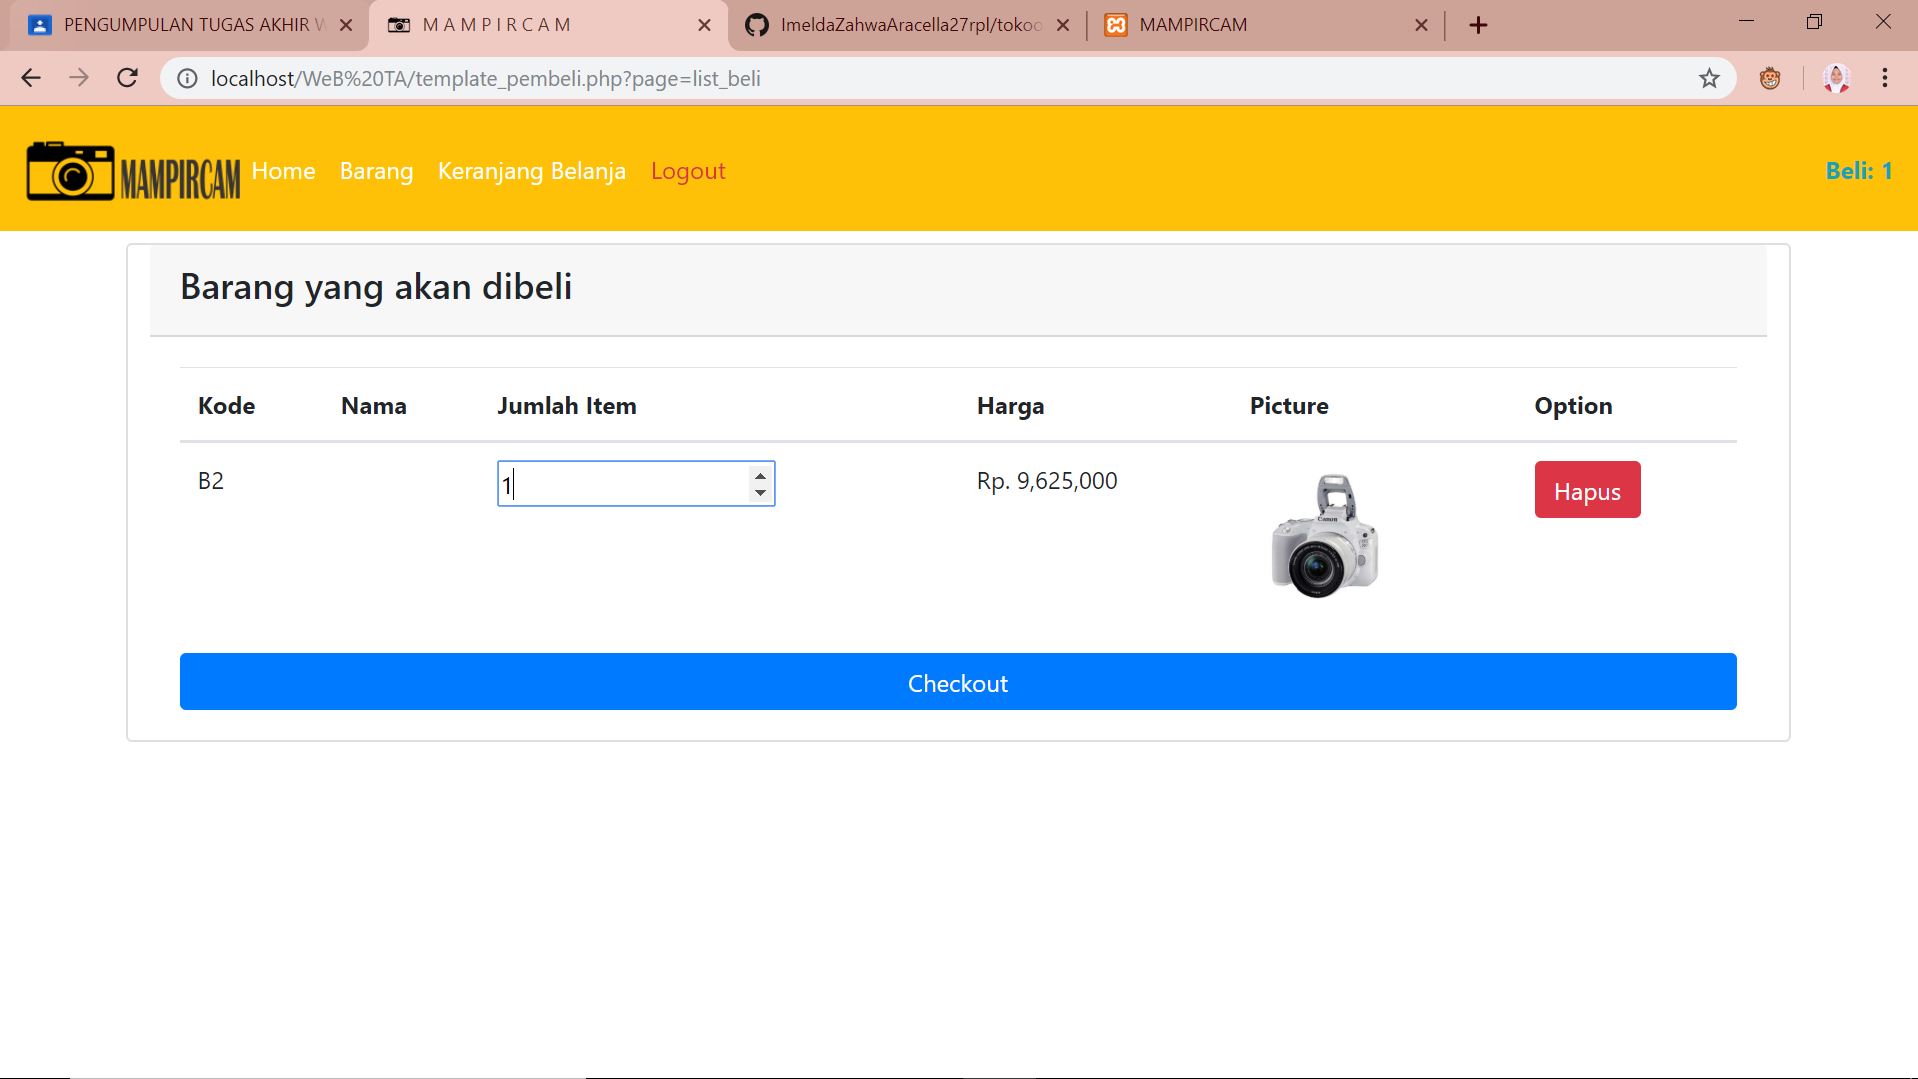 PENGUMPULAN TUGAS AKHIR W
M A M P I R C A M
ImeldaZahwaAracella27rpl/tokoo
MAMPIRCAM
localhost/WeB%20TA/template_pembeli.php?page=list_beli
MAMPIRCAM
Home
Barang
Keranjang Belanja
Logout
Beli: 1
Barang yang akan dibeli
Kode Nama Jumlah Item Harga Picture Option
B2 1 Rp. 9,625,000 Hapus
Canon
Checkout